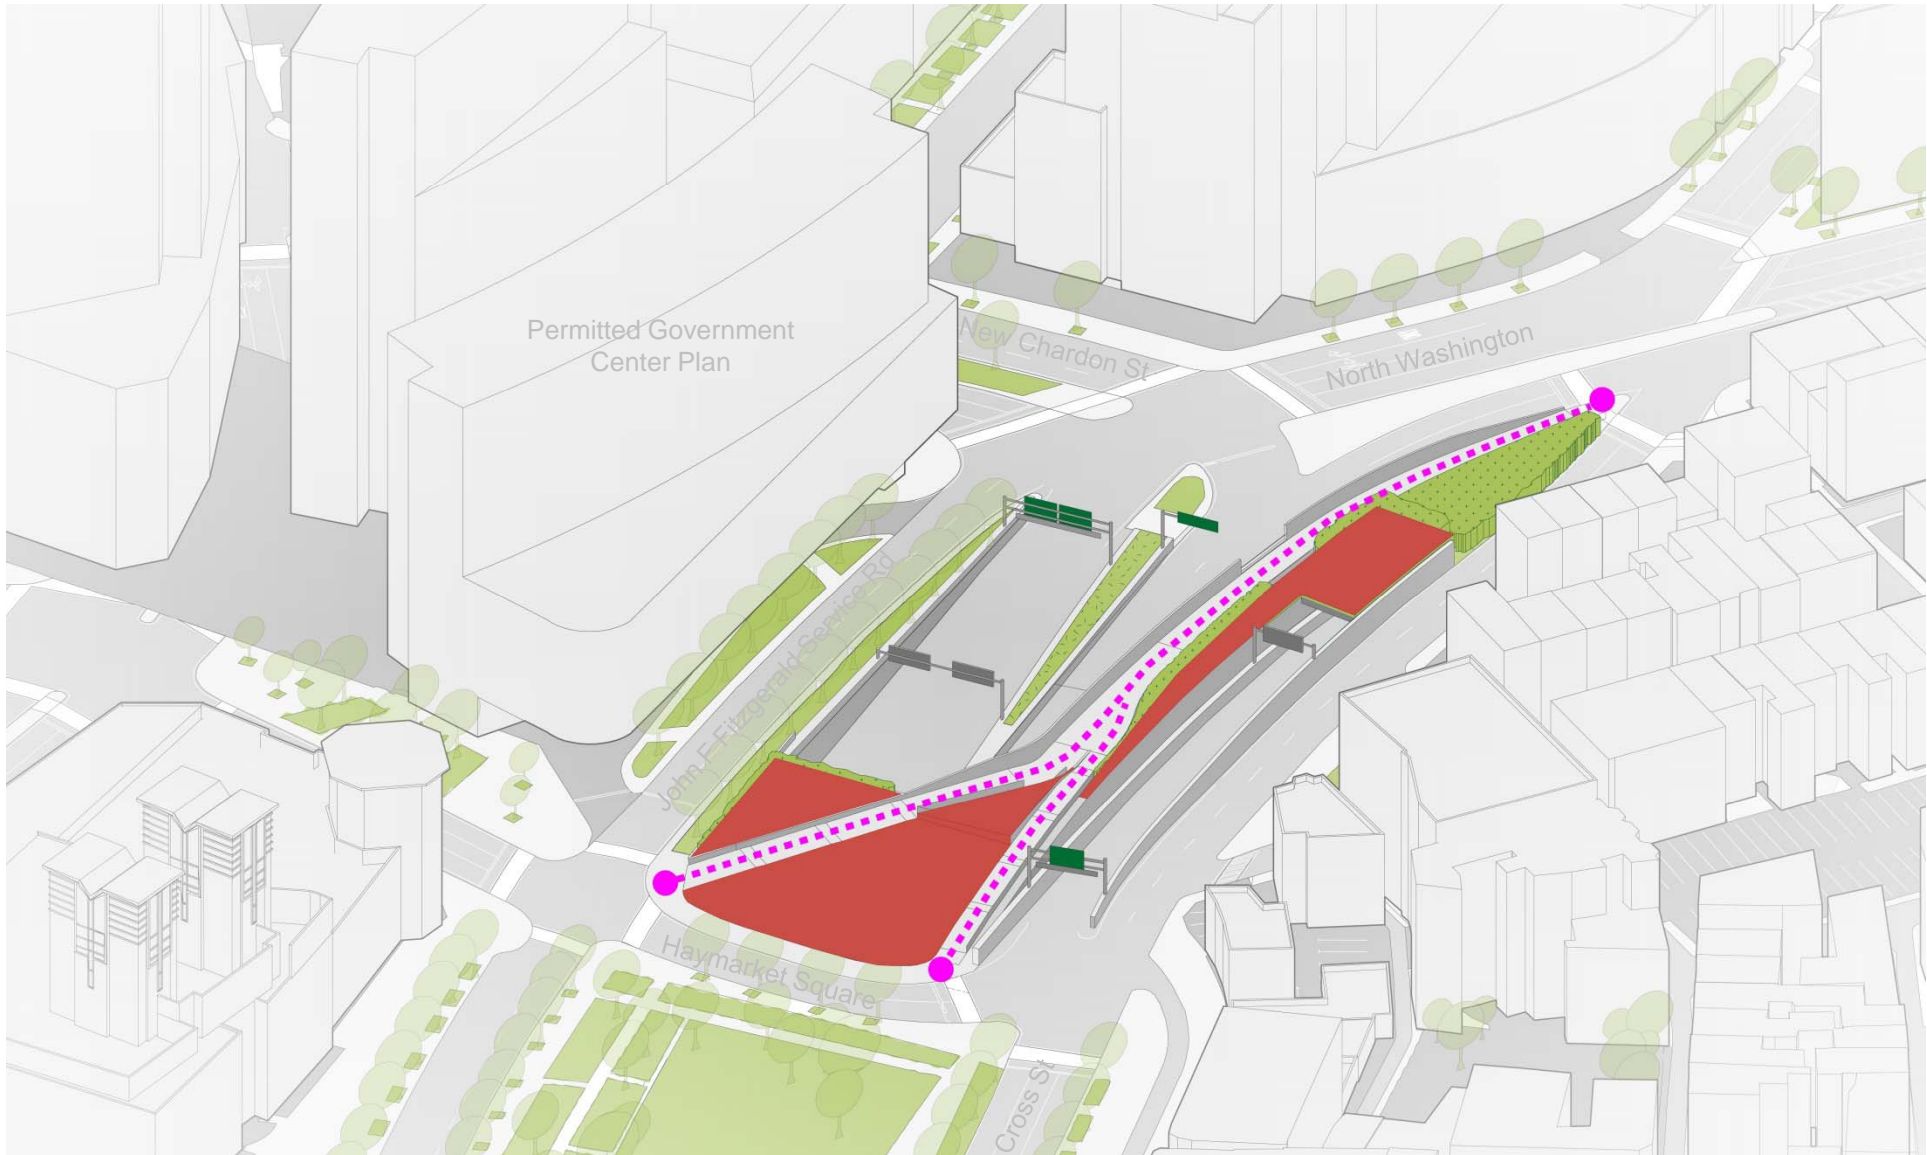 Permitted Government
Center Plan
New Chardon St
North Washington
John F Fitzgerald Service Rd
Haymarket Square
Cross St